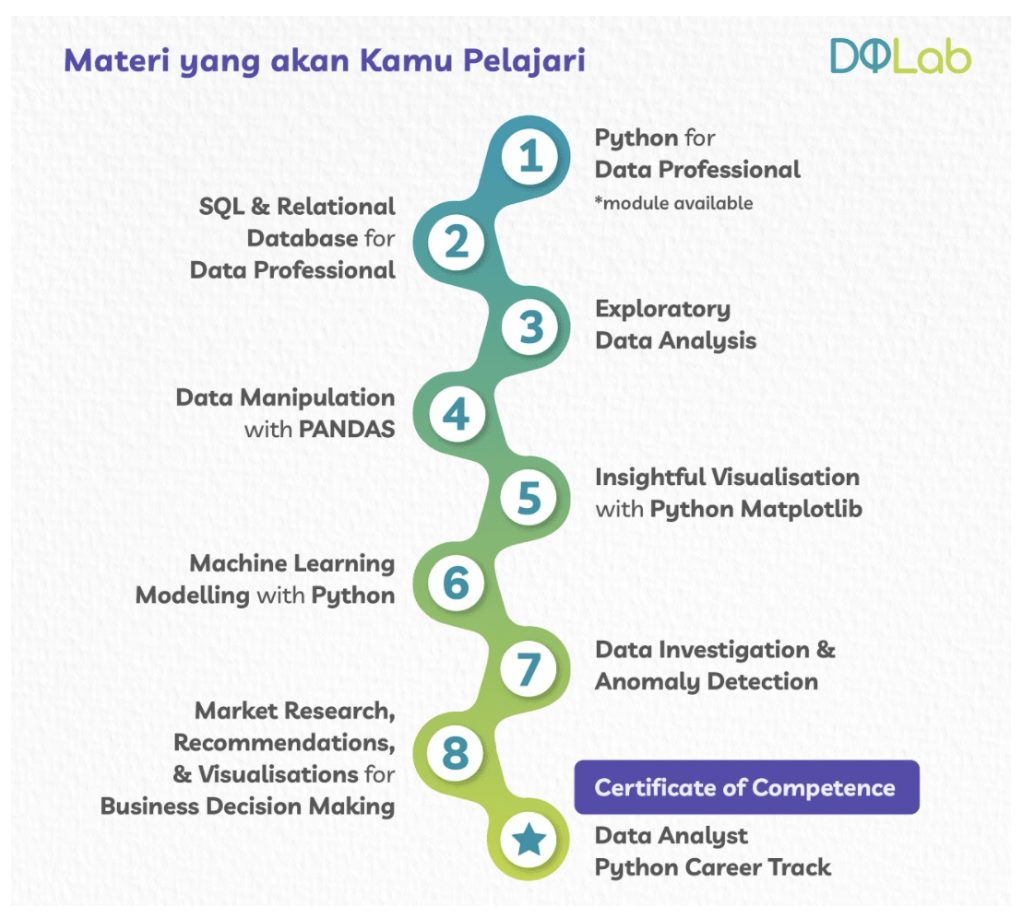 Materi yang akan Kamu Pelajari
DQLab
1
Python for
Data Professional
*module available
2
SQL & Relational
Database for
Data Professional
3
Exploratory
Data Analysis
4
Data Manipulation
with PANDAS
5
Insightful Visualisation
with Python Matplotlib
6
Machine Learning
Modelling with Python
7
Data Investigation &
Anomaly Detection
8
Market Research,
Recommendations,
& Visualisations for
Business Decision Making
Certificate of Competence
Data Analyst
Python Career Track